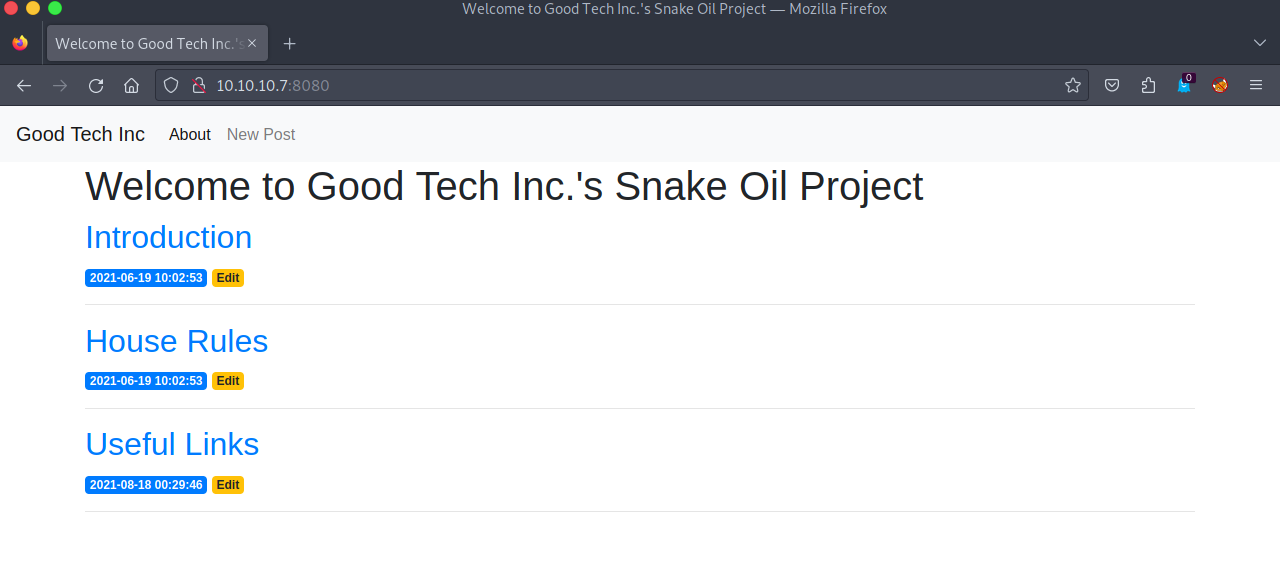 Welcome to Good Tech Inc.'s Snake Oil Project — Mozilla Firefox
Welcome to Good Tech Inc.'s
10.10.10.7:8080
0
Good Tech Inc About New Post
Welcome to Good Tech Inc.'s Snake Oil Project
Introduction
2021-06-19 10:02:53 Edit
House Rules
2021-06-19 10:02:53 Edit
Useful Links
2021-08-18 00:29:46 Edit